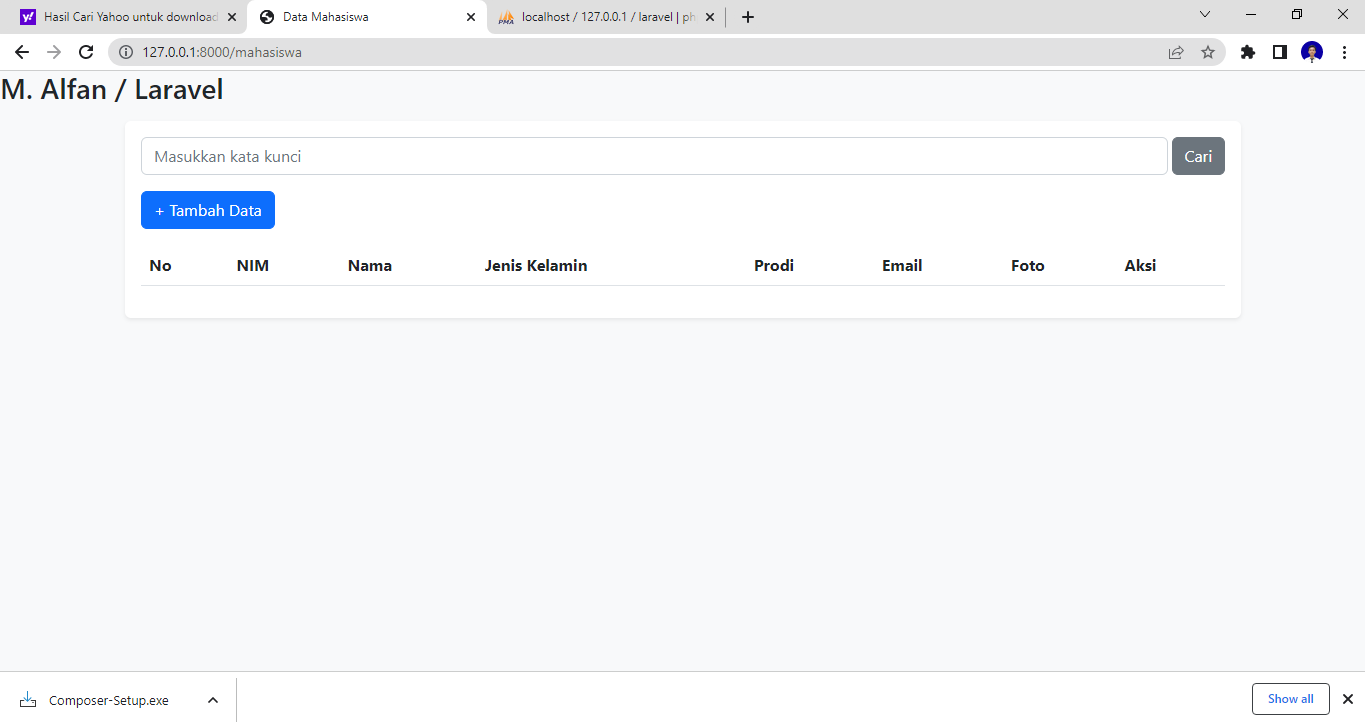 Hasil Cari Yahoo untuk download
Data Mahasiswa
localhost / 127.0.0.1 / laravel | ph
127.0.0.1:8000/mahasiswa
M. Alfan / Laravel
Masukkan kata kunci
Cari
+ Tambah Data
No NIM Nama Jenis Kelamin Prodi Email Foto Aksi
Composer-Setup.exe
Show all